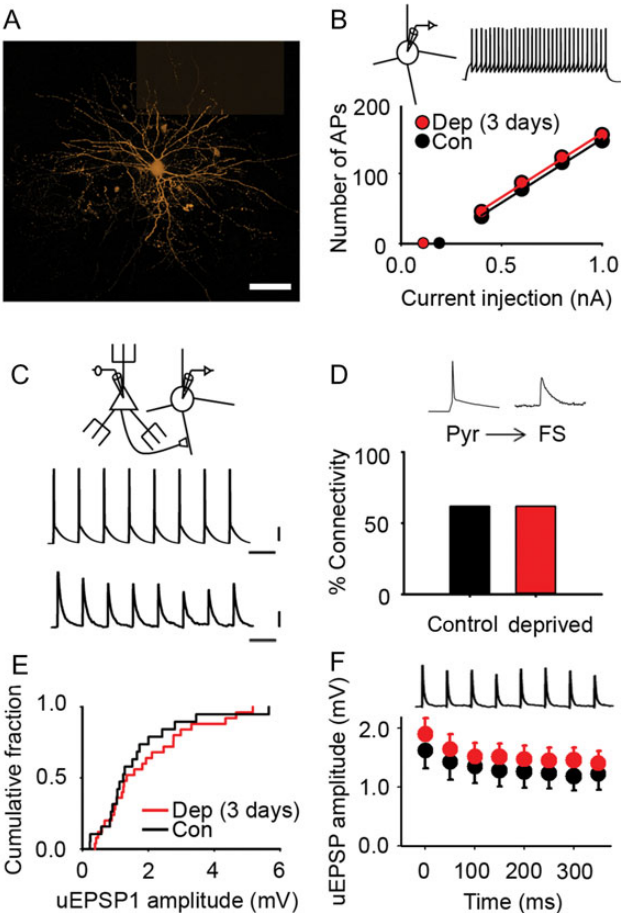 A
B
Number of APs
200
100
0
Dep (3 days)
Con
0.0
0.5
1.0
Current injection (nA)
C
D
Pyr → FS
% Connectivity
100
50
0
Control
deprived
E
Cumulative fraction
1.0
0.5
0.0
Dep (3 days)
Con
0
2
4
6
uEPSP1 amplitude (mV)
F
uEPSP amplitude (mV)
2.0
1.0
0.0
0
100
200
300
Time (ms)